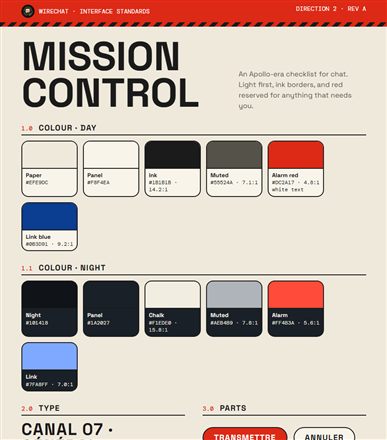 WIRECHAT · INTERFACE STANDARDS
DIRECTION 2 · REV A
MISSION
CONTROL
An Apollo-era checklist for chat.
Light first, ink borders, and red
reserved for anything that needs
you.
1.0 COLOUR · DAY
Paper
#EFE9DC
Panel
#F8F4EA
Ink
#1B1B1B ·
14.2:1
Muted
#55524A · 7.1:1
Alarm red
#DC2A17 · 4.8:1
white text
Link blue
#0B3D91 · 9.2:1
1.1 COLOUR · NIGHT
Night
#101418
Panel
#1A2027
Chalk
#F1EDE0 ·
15.8:1
Muted
#AEB4B9 · 7.8:1
Alarm
#FF4B3A · 5.6:1
Link
#7FA8FF · 7.0:1
2.0 TYPE
3.0 PARTS
CANAL 07 ·
TRANSMETTRE
ANNULER